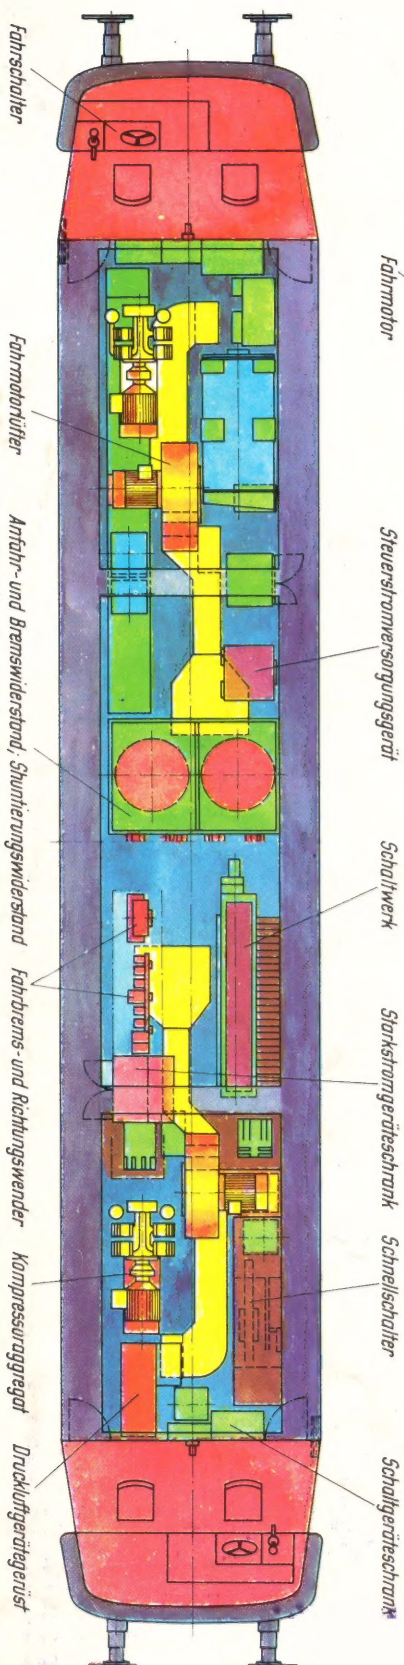 Fahrmotor
Steuerstromversorgungsgerät
Schaltwerk
Starkstromgeräteschrank
Schnellschalter
Schaltgeräteschrank
Fahrschalter
Fahrmotorlüfter
Anfahr- und Bremswiderstand, Shuntierungswiderstand
Fahrbrems- und Richtungswender
Kompressoraggregat
Druckluftgerätegerüst